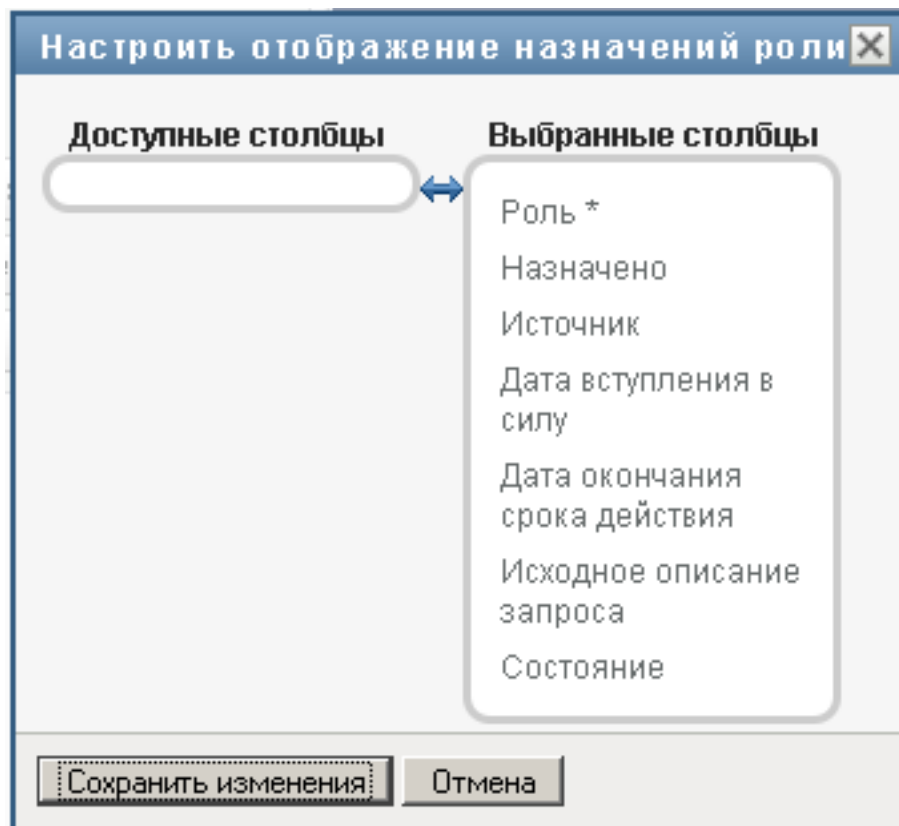 Настроить отображение назначений роли
Доступные столбцы
Выбранные столбцы
Роль *
Назначено
Источник
Дата вступления в
силу
Дата окончания
срока действия
Исходное описание
запроса
Состояние
Сохранить изменения
Отмена